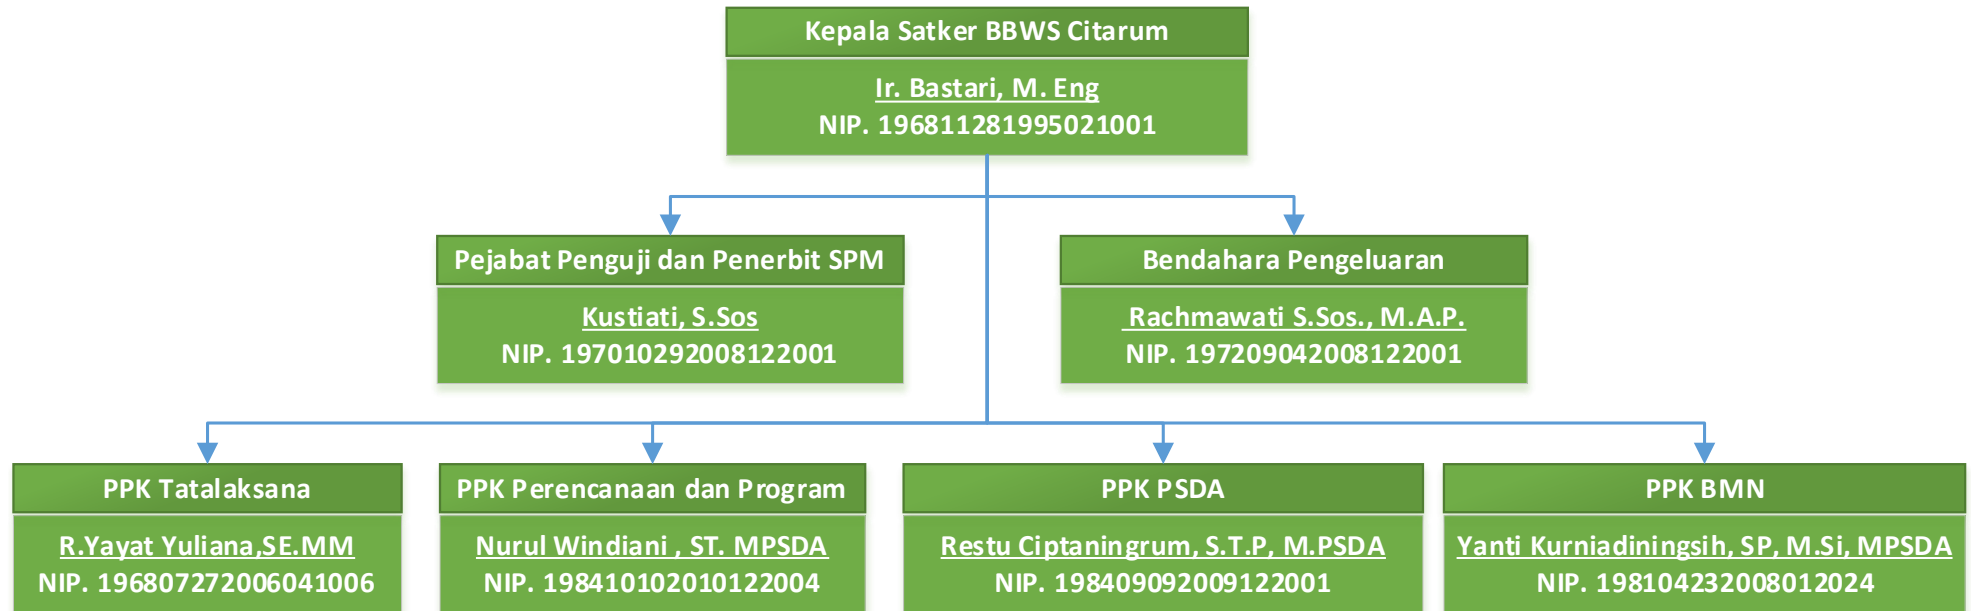 Kepala Satker BBWS Citarum
Ir. Bastari, M. Eng
NIP. 196811281995021001
Pejabat Penguji dan Penerbit SPM
Kustiati, S.Sos
NIP. 197010292008122001
Bendahara Pengeluaran
Rachmawati S.Sos., M.A.P.
NIP. 197209042008122001
PPK Tatalaksana
R.Yayat Yuliana,SE.MM
NIP. 196807272006041006
PPK Perencanaan dan Program
Nurul Windiani , ST. MPSDA
NIP. 198410102010122004
PPK PSDA
Restu Ciptaningrum, S.T.P, M.PSDA
NIP. 198409092009122001
PPK BMN
Yanti Kurniadiningsih, SP, M.Si, MPSDA
NIP. 198104232008012024